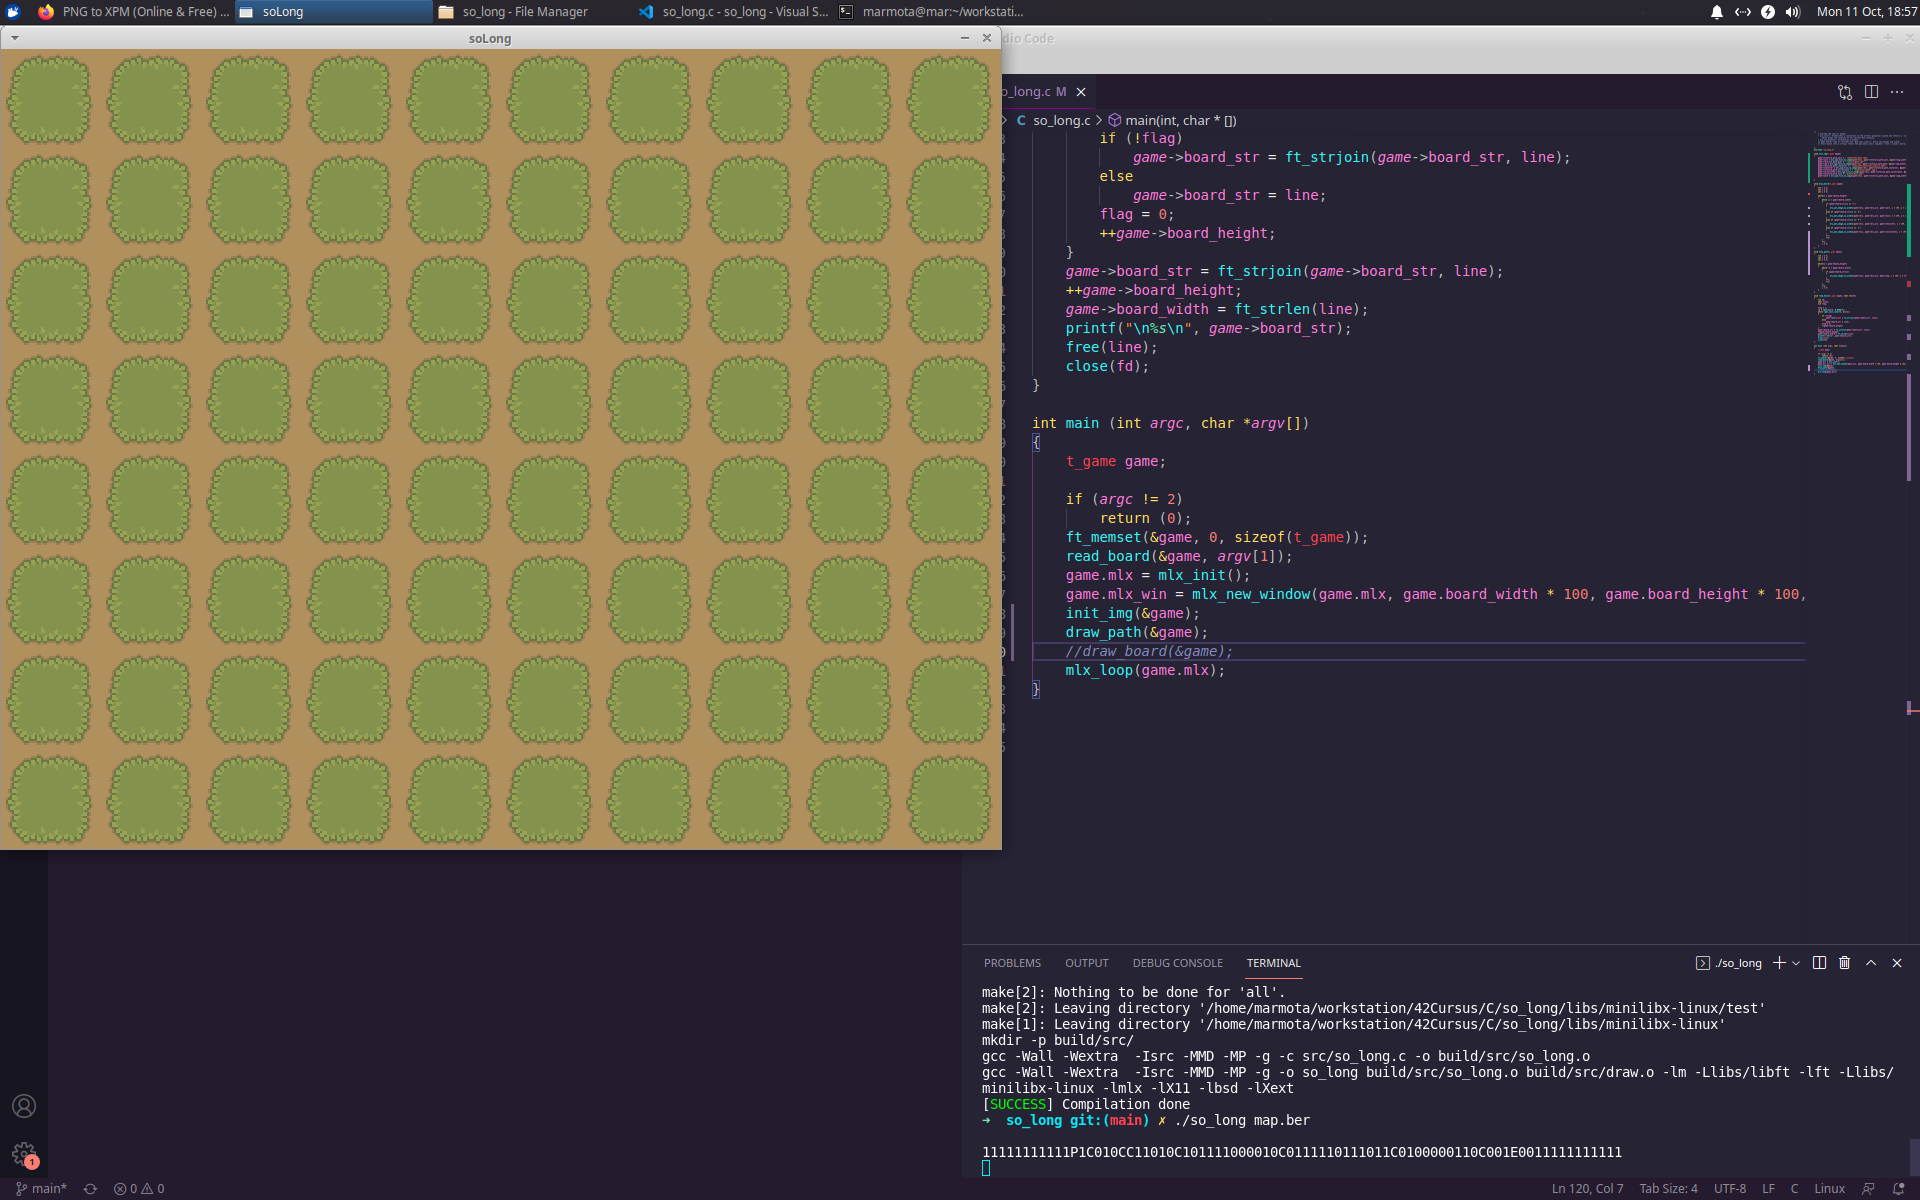 PNG to XPM (Online & Free) ...
soLong
so_long - File Manager
so_long.c - so_long - Visual S...
marmota@mar:~/workstati...
Mon 11 Oct, 18:57
soLong
dio Code
so_long.c M
C so_long.c > main(int, char * [])
if (!flag)
game->board_str = ft_strjoin(game->board_str, line);
else
game->board_str = line;
flag = 0;
++game->board_height;
}
game->board_str = ft_strjoin(game->board_str, line);
++game->board_height;
game->board_width = ft_strlen(line);
printf("\n%s\n", game->board_str);
free(line);
close(fd);
}
int main (int argc, char *argv[])
{
t_game game;
if (argc != 2)
return (0);
ft_memset(&game, 0, sizeof(t_game));
read_board(&game, argv[1]);
game.mlx = mlx_init();
game.mlx_win = mlx_new_window(game.mlx, game.board_width * 100, game.board_height * 100,
init_img(&game);
draw_path(&game);
//draw_board(&game);
mlx_loop(game.mlx);
}
PROBLEMS OUTPUT DEBUG CONSOLE TERMINAL
./so_long
make[2]: Nothing to be done for 'all'.
make[2]: Leaving directory '/home/marmota/workstation/42Cursus/C/so_long/libs/minilibx-linux/test'
make[1]: Leaving directory '/home/marmota/workstation/42Cursus/C/so_long/libs/minilibx-linux'
mkdir -p build/src/
gcc -Wall -Wextra  -Isrc -MMD -MP -g -c src/so_long.c -o build/src/so_long.o
gcc -Wall -Wextra  -Isrc -MMD -MP -g -o so_long build/src/so_long.o build/src/draw.o -lm -Llibs/libft -lft -Llibs/
minilibx-linux -lmlx -lX11 -lbsd -lXext
[SUCCESS] Compilation done
➜  so_long git:(main) ✗ ./so_long map.ber
11111111111P1C010CC11010C101111000010C0111110111011C0100000110C001E0011111111111
1
main* 0 0
Ln 120, Col 7 Tab Size: 4 UTF-8 LF C Linux